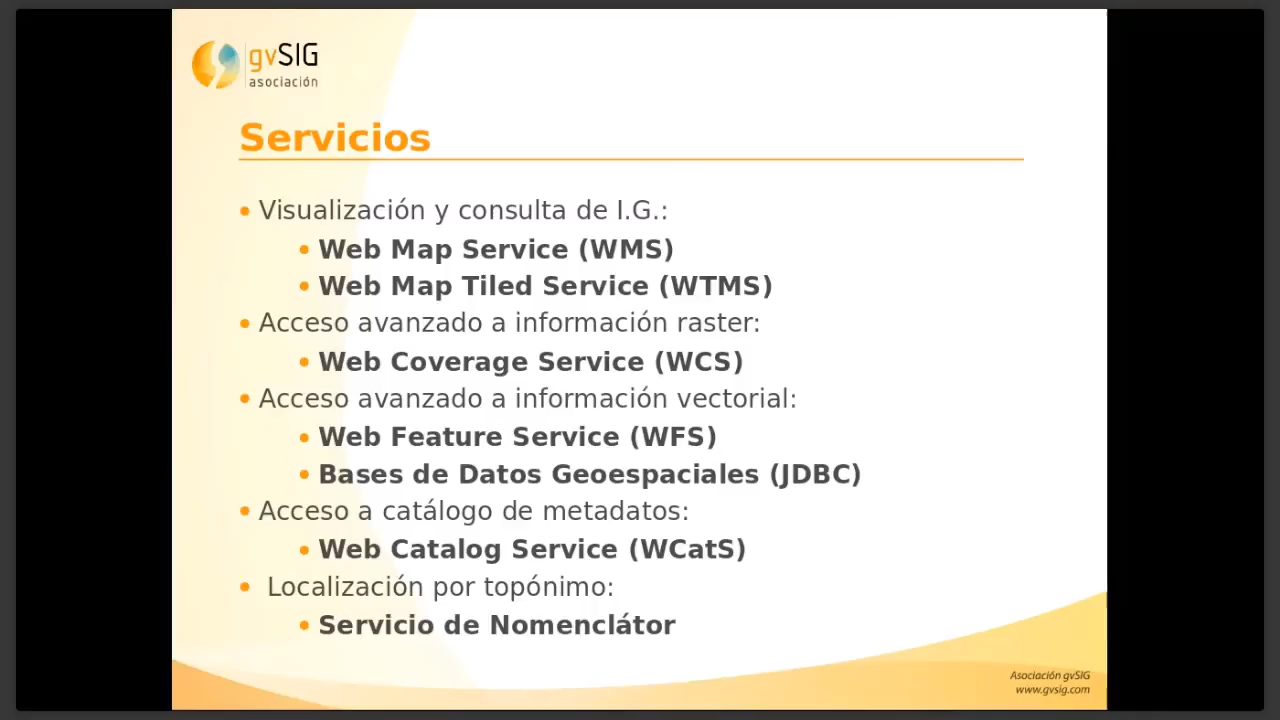 gvSIG
asociación
Servicios
• Visualización y consulta de I.G.:
• Web Map Service (WMS)
• Web Map Tiled Service (WTMS)
• Acceso avanzado a información raster:
• Web Coverage Service (WCS)
• Acceso avanzado a información vectorial:
• Web Feature Service (WFS)
• Bases de Datos Geoespaciales (JDBC)
• Acceso a catálogo de metadatos:
• Web Catalog Service (WCatS)
• Localización por topónimo:
• Servicio de Nomenclátor
Asociación gvSIG
www.gvsig.com